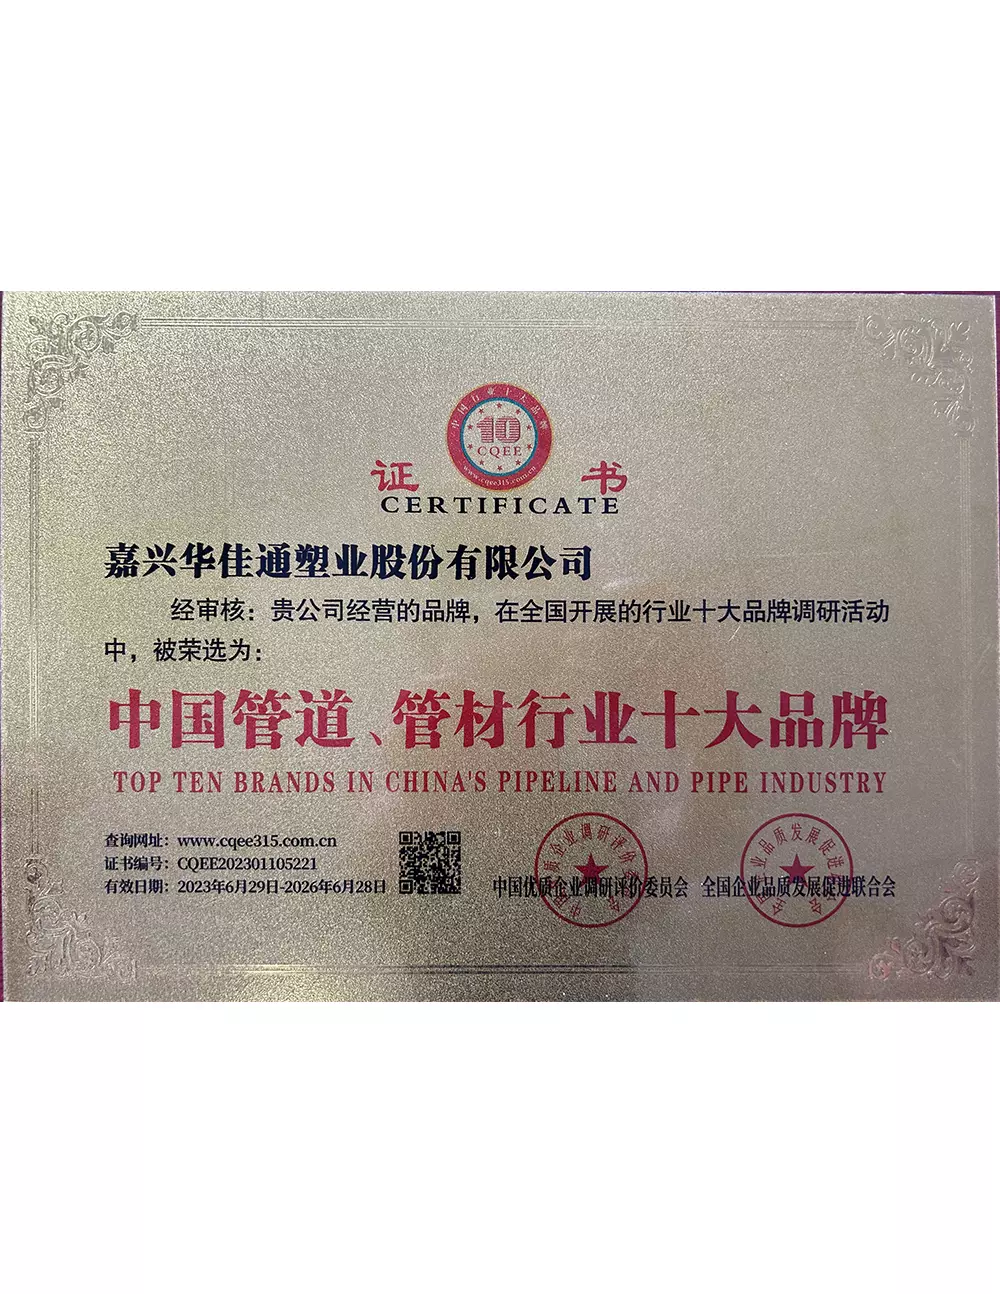 中国行业十大品牌
10
CQEE
www.cqee315.com.cn
证 书
CERTIFICATE
嘉兴华佳通塑业股份有限公司
经审核：贵公司经营的品牌，在全国开展的行业十大品牌调研活动
中，被荣选为：
中国管道、管材行业十大品牌
TOP TEN BRANDS IN CHINA'S PIPELINE AND PIPE INDUSTRY
查询网址：www.cqee315.com.cn
证书编号：CQEE202301105221
有效日期：2023年6月29日-2026年6月28日
中国优质企业调研评价委员会 全国企业品质发展促进联合会